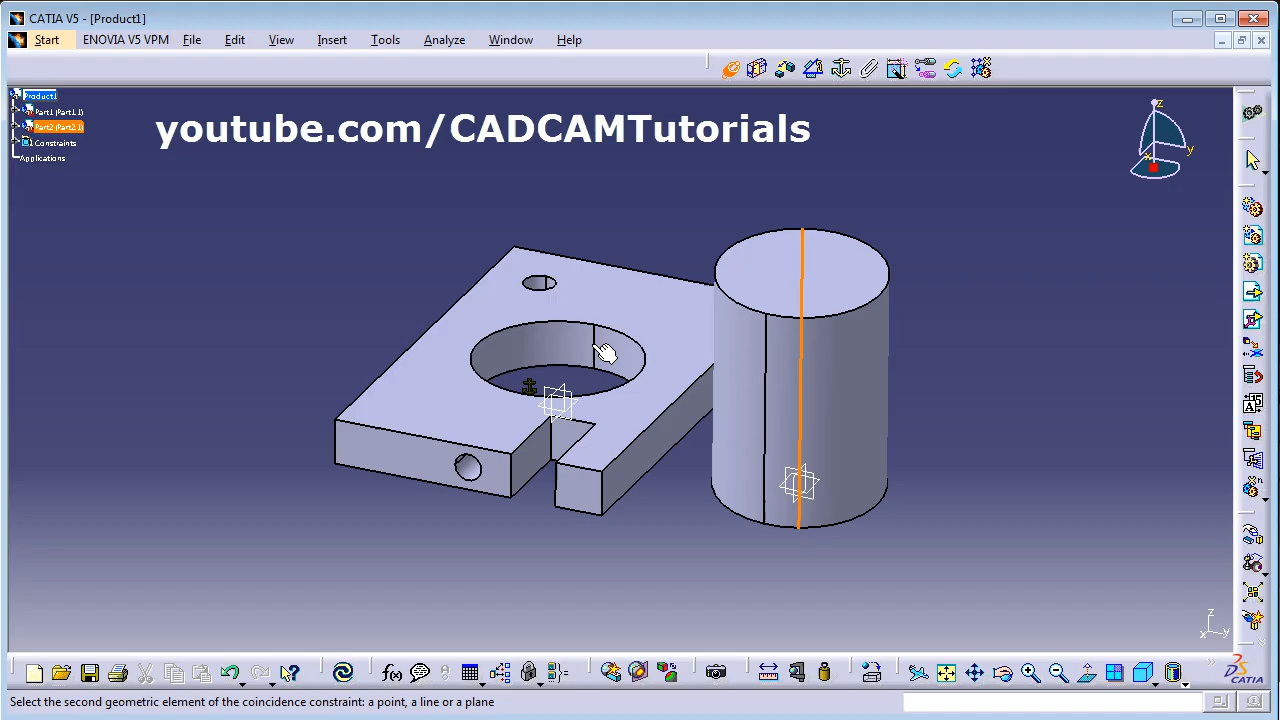 CATIA V5 - [Product1]
Start ENOVIA V5 VPM File Edit View Insert Tools Analyze Window Help
Product1
Part1 (Part1.1)
Part2 (Part2.1)
Constraints
Applications
youtube.com/CADCAMTutorials
z
y
x
z
x y
f(x)
CATIA
Select the second geometric element of the coincidence constraint: a point, a line or a plane